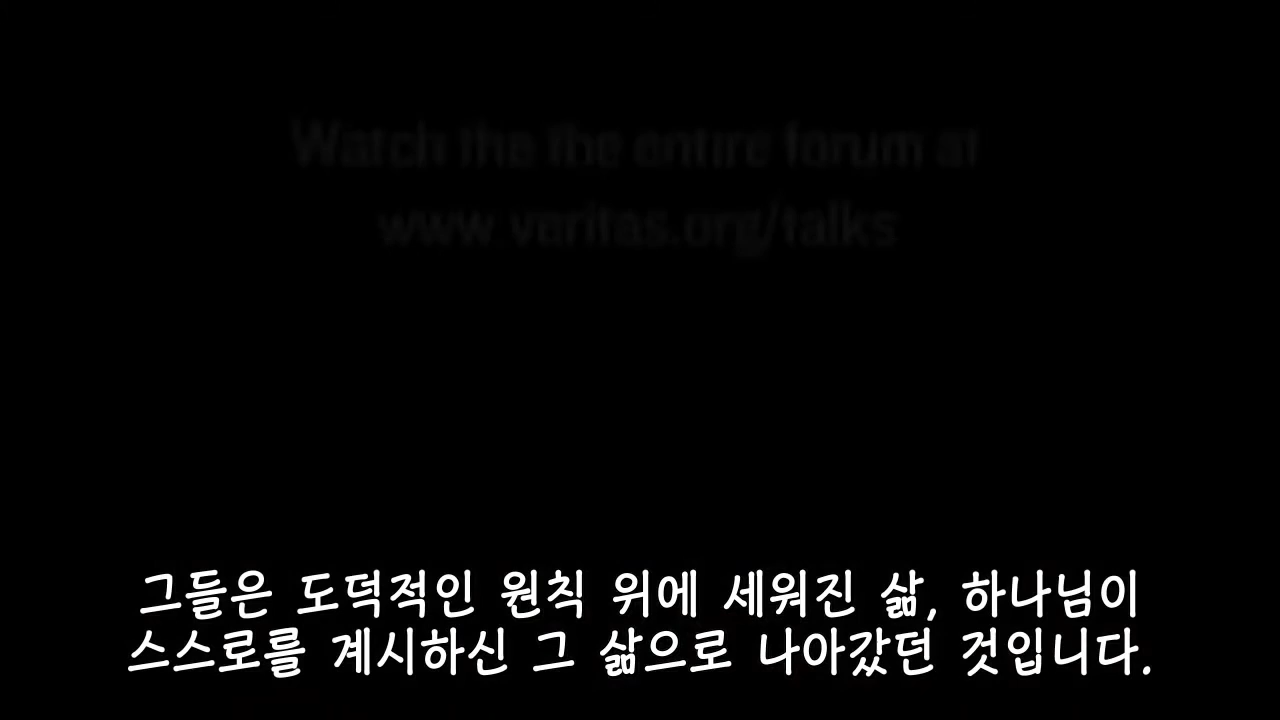 Watch the the entire forum at
www.veritas.org/talks
그들은 도덕적인 원칙 위에 세워진 삶, 하나님이
스스로를 계시하신 그 삶으로 나아갔던 것입니다.